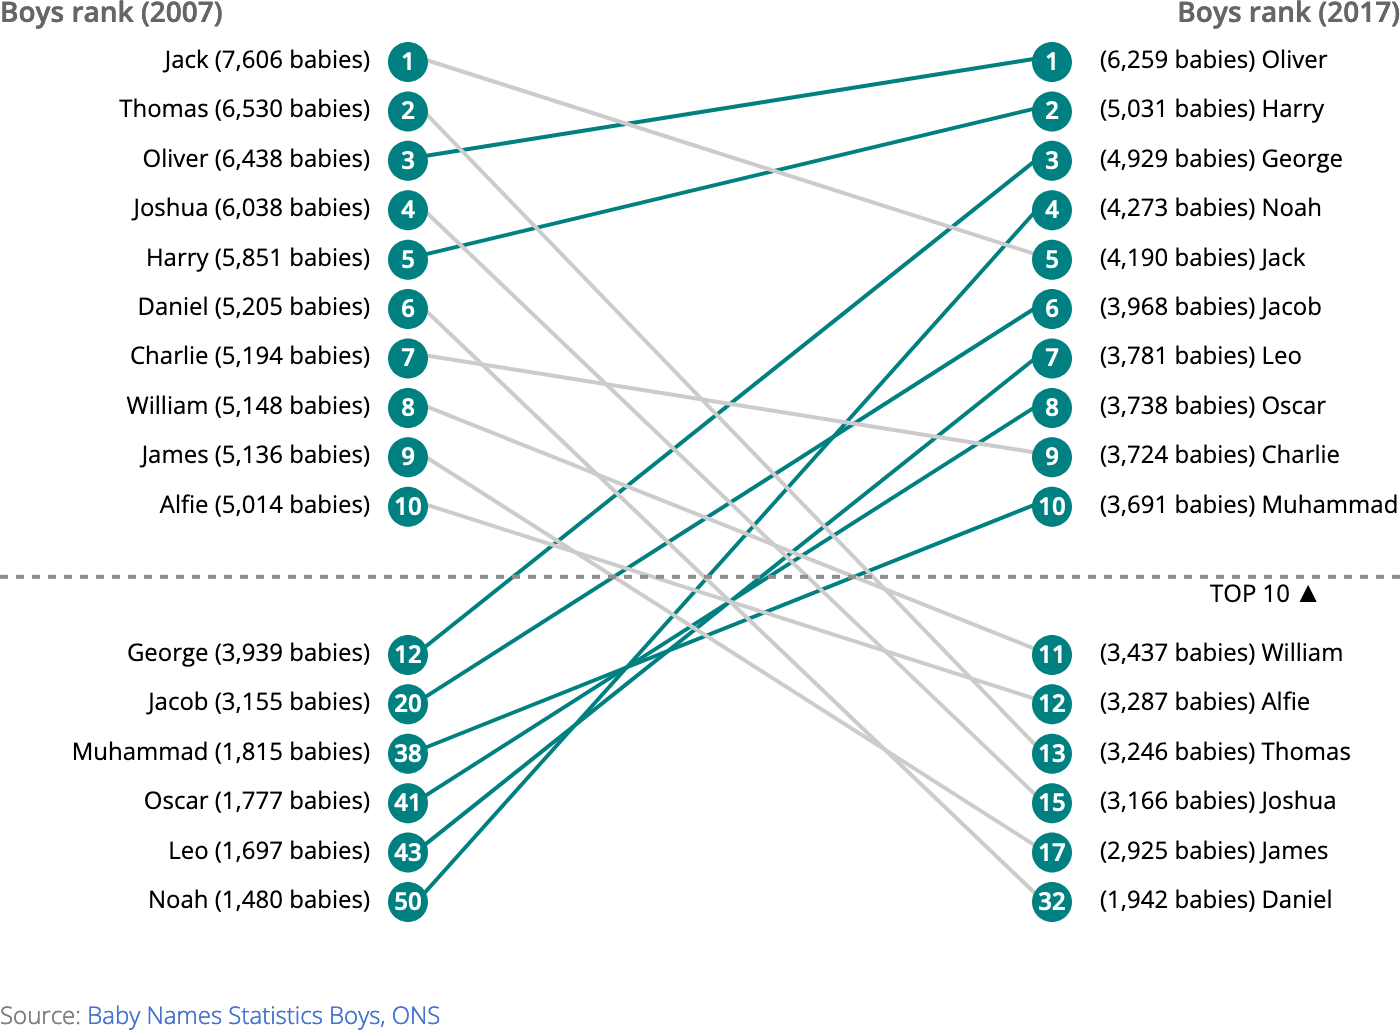 Boys rank (2007) Boys rank (2017)
Jack (7,606 babies) 1 1 (6,259 babies) Oliver
Thomas (6,530 babies) 2 2 (5,031 babies) Harry
Oliver (6,438 babies) 3 3 (4,929 babies) George
Joshua (6,038 babies) 4 4 (4,273 babies) Noah
Harry (5,851 babies) 5 5 (4,190 babies) Jack
Daniel (5,205 babies) 6 6 (3,968 babies) Jacob
Charlie (5,194 babies) 7 7 (3,781 babies) Leo
William (5,148 babies) 8 8 (3,738 babies) Oscar
James (5,136 babies) 9 9 (3,724 babies) Charlie
Alfie (5,014 babies) 10 10 (3,691 babies) Muhammad
TOP 10 ▲
George (3,939 babies) 12 11 (3,437 babies) William
Jacob (3,155 babies) 20 12 (3,287 babies) Alfie
Muhammad (1,815 babies) 38 13 (3,246 babies) Thomas
Oscar (1,777 babies) 41 15 (3,166 babies) Joshua
Leo (1,697 babies) 43 17 (2,925 babies) James
Noah (1,480 babies) 50 32 (1,942 babies) Daniel
Source: Baby Names Statistics Boys, ONS